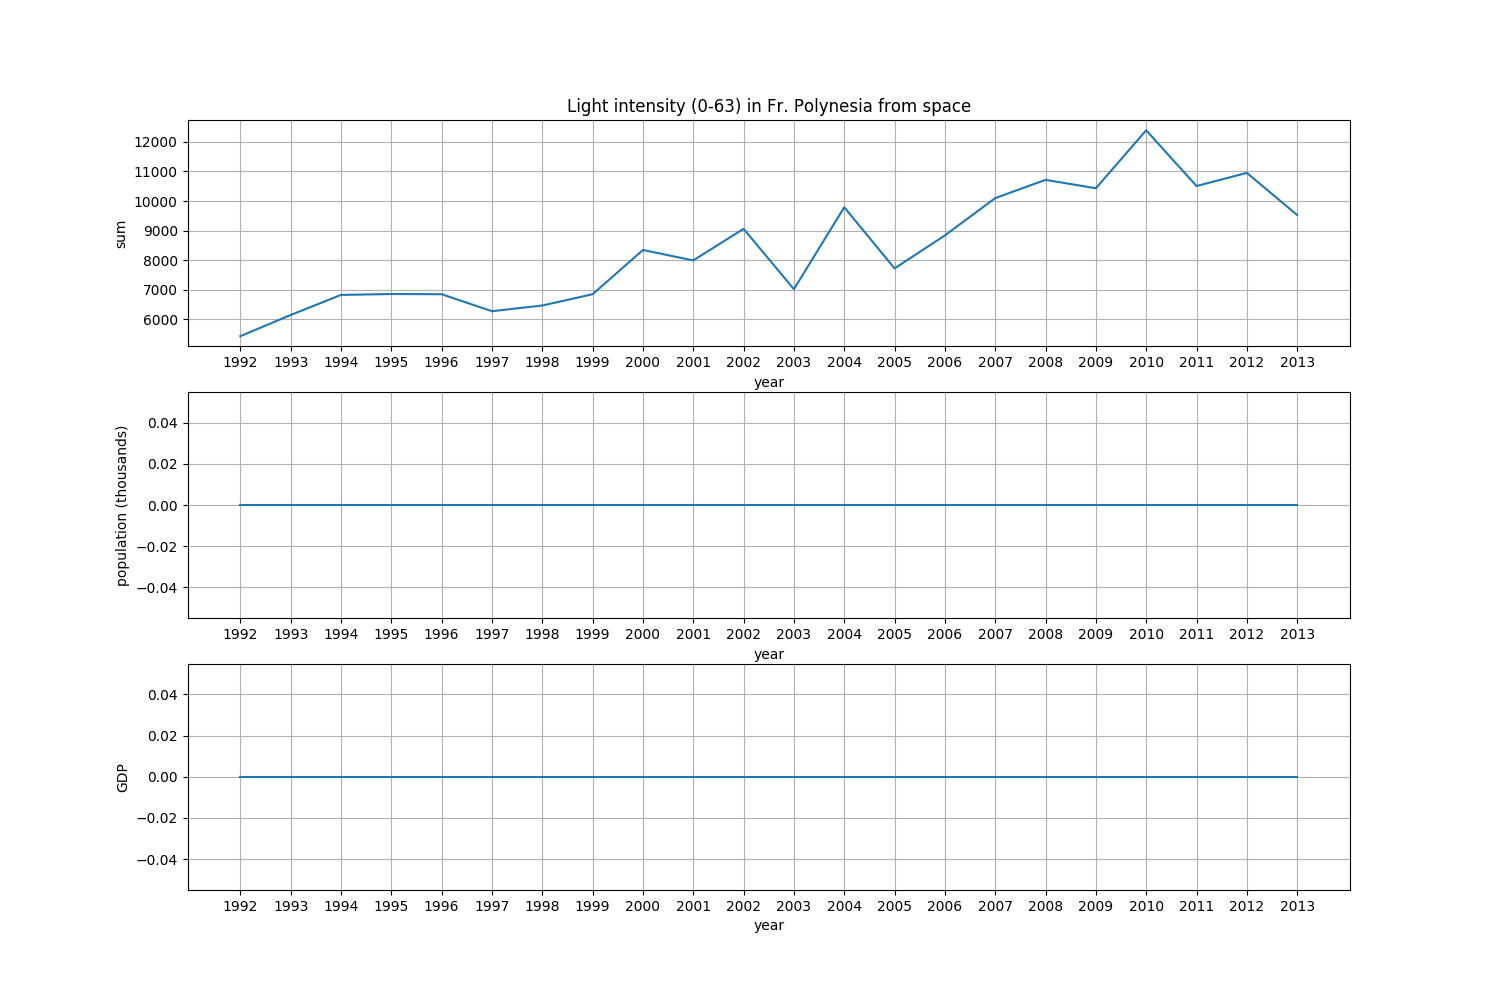 Light intensity (0-63) in Fr. Polynesia from space
12000
11000
10000
9000
8000
7000
6000
sum
1992 1993 1994 1995 1996 1997 1998 1999 2000 2001 2002 2003 2004 2005 2006 2007 2008 2009 2010 2011 2012 2013
year
0.04
0.02
0.00
−0.02
−0.04
population (thousands)
1992 1993 1994 1995 1996 1997 1998 1999 2000 2001 2002 2003 2004 2005 2006 2007 2008 2009 2010 2011 2012 2013
year
0.04
0.02
0.00
−0.02
−0.04
GDP
1992 1993 1994 1995 1996 1997 1998 1999 2000 2001 2002 2003 2004 2005 2006 2007 2008 2009 2010 2011 2012 2013
year